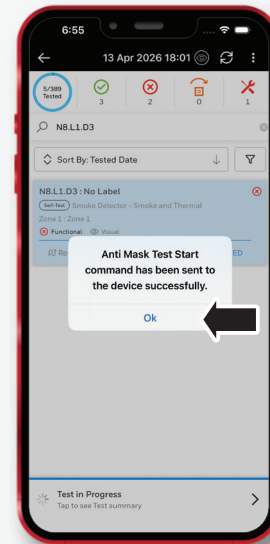 6:55
13 Apr 2026 18:01
5/389
Tested
3
2
0
1
N8.L1.D3
Sort By: Tested Date
N8.L1.D3 : No Label
Self-Test
Smoke Detector - Smoke and Thermal
Zone 1 : Zone 1
Functional
Visual
Anti Mask Test Start
command has been sent to
the device successfully.
Ok
Test in Progress
Tap to see Test summary